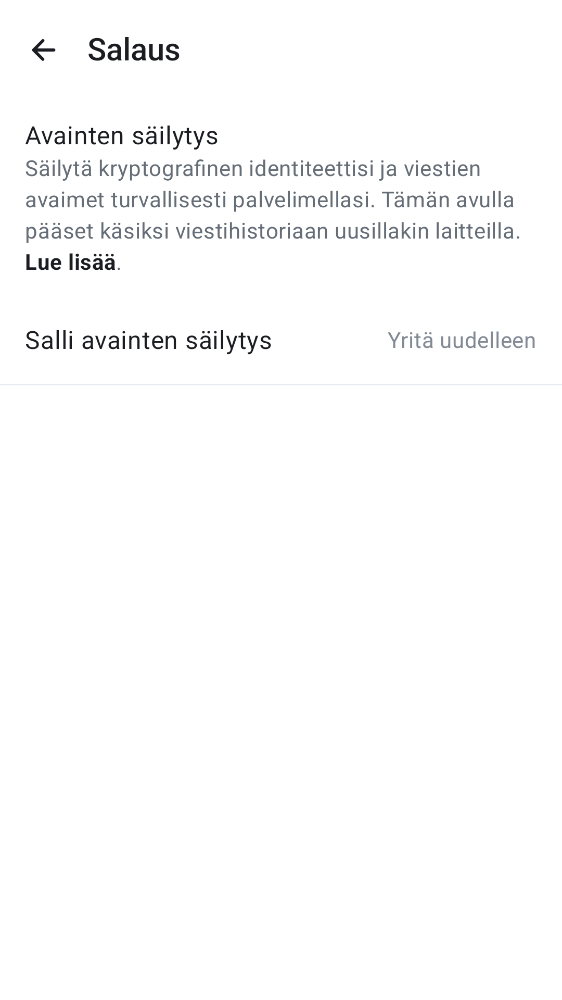 Salaus
Avainten säilytys
Säilytä kryptografinen identiteettisi ja viestien
avaimet turvallisesti palvelimellasi. Tämän avulla
pääset käsiksi viestihistoriaan uusillakin laitteilla.
Lue lisää.
Salli avainten säilytys Yritä uudelleen